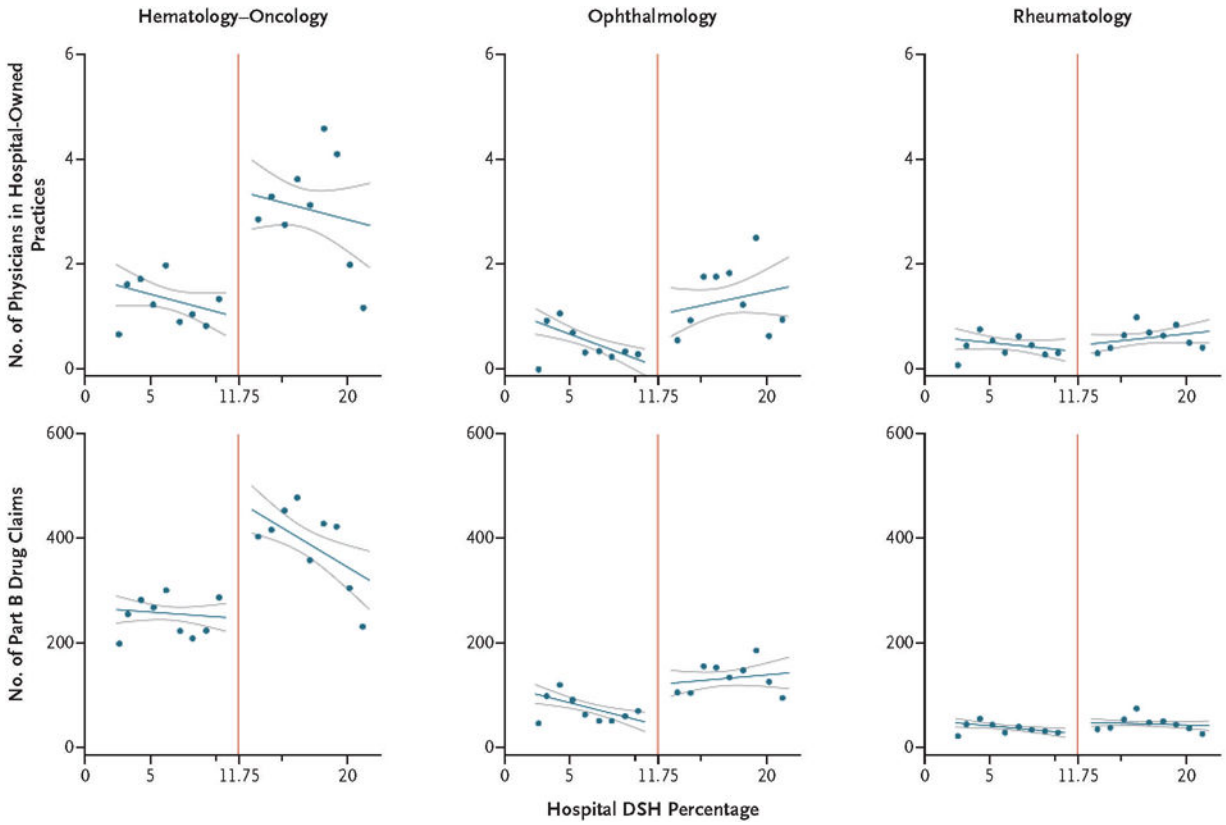 Hematology–Oncology
Ophthalmology
Rheumatology
No. of Physicians in Hospital-Owned
Practices
6
4
2
0
0 5 11.75 20
6
4
2
0
0 5 11.75 20
6
4
2
0
0 5 11.75 20
No. of Part B Drug Claims
600
400
200
0
0 5 11.75 20
600
400
200
0
0 5 11.75 20
600
400
200
0
0 5 11.75 20
Hospital DSH Percentage